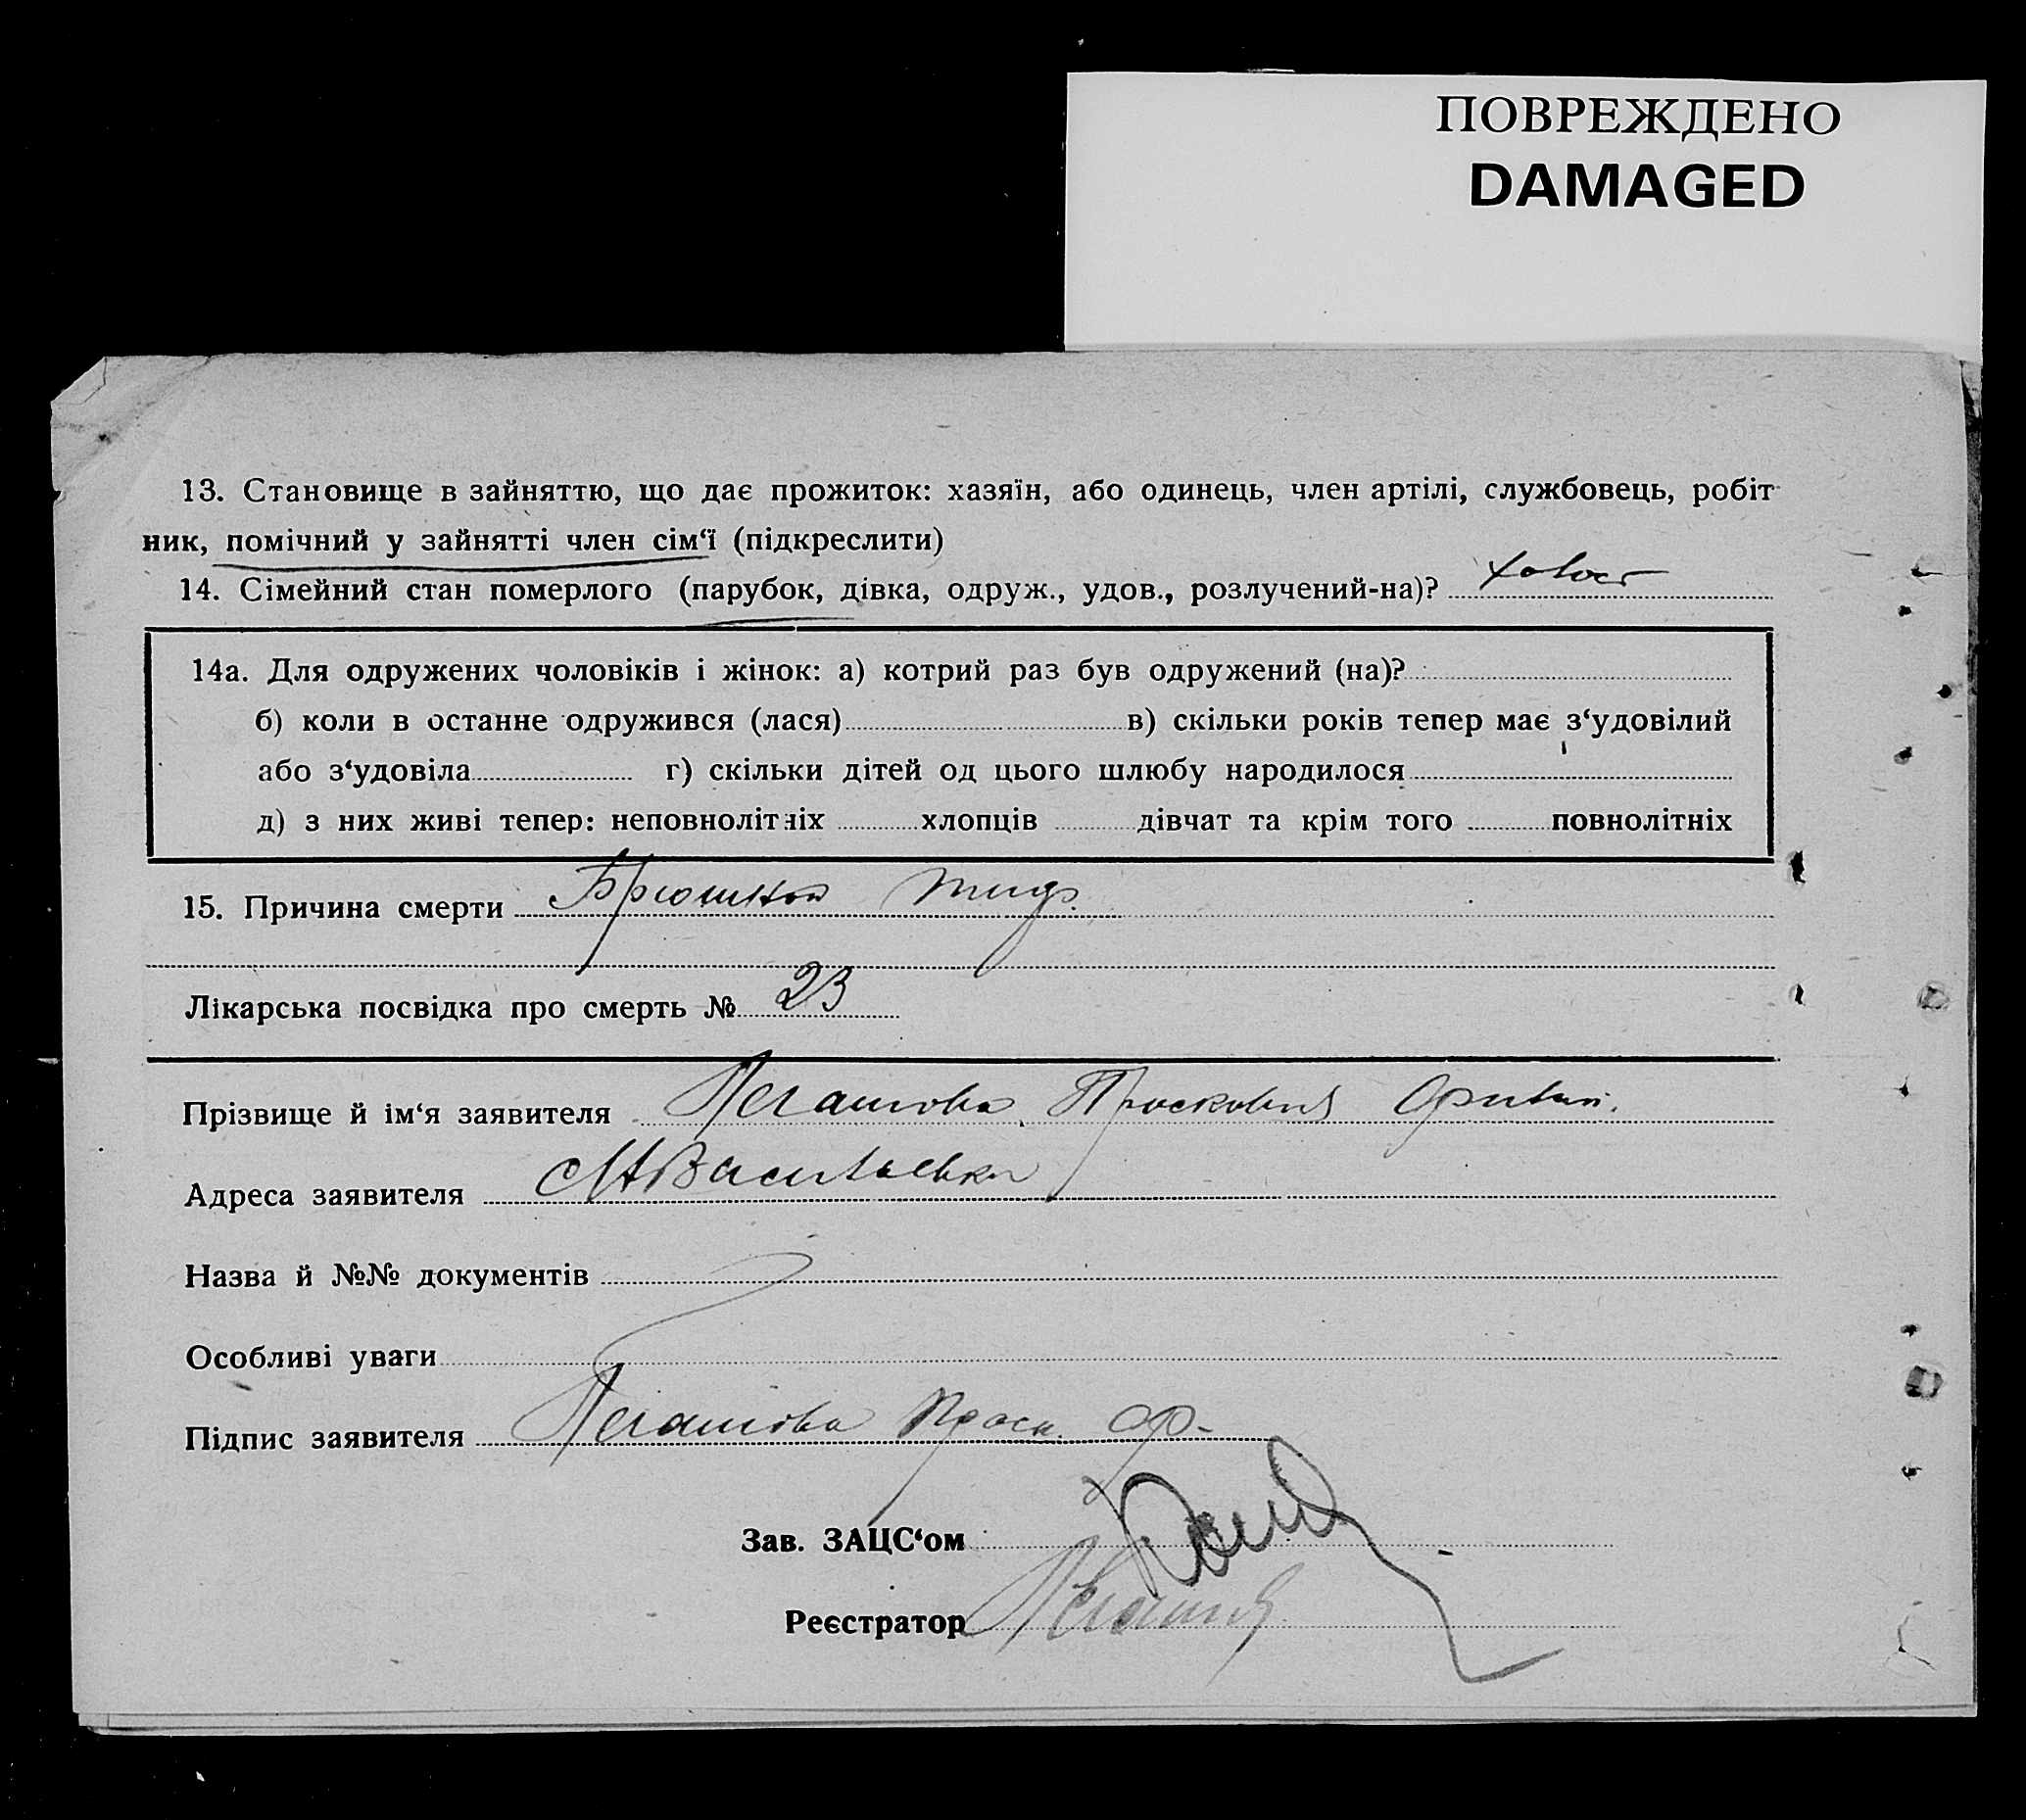 ПОВРЕЖДЕНО
DAMAGED
13. Становище в зайняттю, що дає прожиток: хазяїн, або одинець, член артілі, службовець, робіт-
ник, помічний у зайнятті член сім‘ї (підкреслити)
14. Сімейний стан померлого (парубок, дівка, одруж., удов., розлучений-на)? холост
14а. Для одружених чоловіків і жінок: а) котрий раз був одружений (на)?
б) коли в останне одружився (лася) в) скільки років тепер має з‘удовілий
або з‘удовіла г) скільки дітей од цього шлюбу народилося
д) з них живі тепер: неповнолітніх хлопців дівчат та крім того повнолітніх
15. Причина смерти Брюшной тиф.
Лікарська посвідка про смерть № 23
Прізвище й ім‘я заявителя Прасковия
Адреса заявителя Васильевка
Назва й №№ документів
Особливі уваги
Підпис заявителя Праск.
Зав. ЗАЦС‘ом
Реєстратор